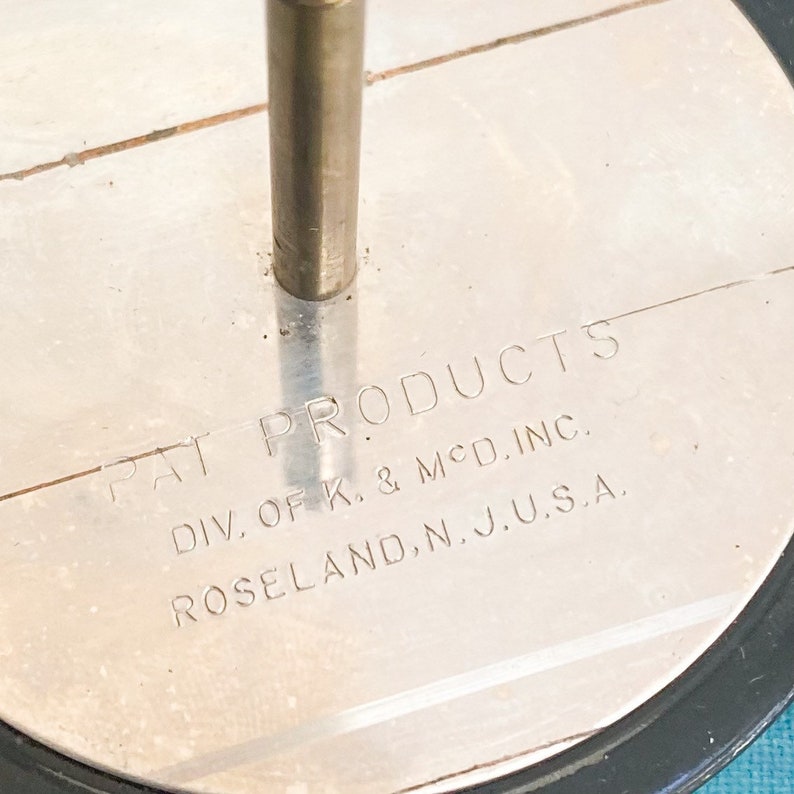 PAT PRODUCTS
DIV. OF K. & McD. INC.
ROSELAND, N. J. U. S. A.